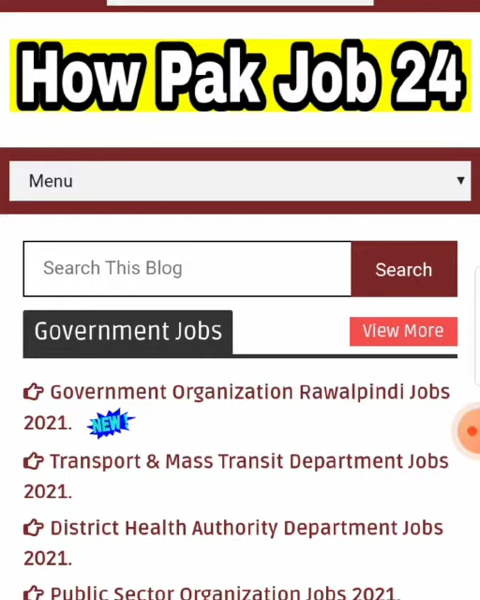 How Pak Job 24
Menu
Search This Blog
Search
Government Jobs
View More
Government Organization Rawalpindi Jobs
2021. NEW!
Transport & Mass Transit Department Jobs
2021.
District Health Authority Department Jobs
2021.
Public Sector Organization Jobs 2021.